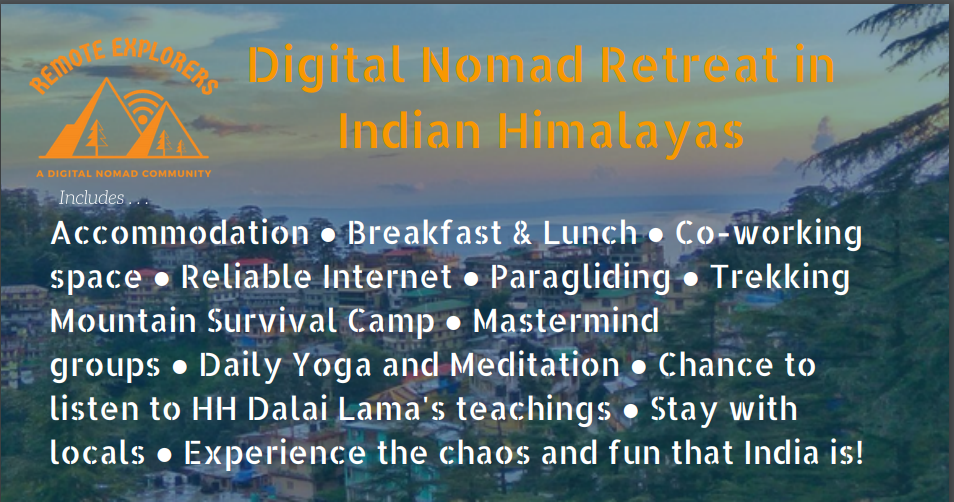 REMOTE EXPLORERS
A DIGITAL NOMAD COMMUNITY
Digital Nomad Retreat in
Indian Himalayas
Includes . . .
Accommodation ● Breakfast & Lunch ● Co-working
space ● Reliable Internet ● Paragliding ● Trekking
Mountain Survival Camp ● Mastermind
groups ● Daily Yoga and Meditation ● Chance to
listen to HH Dalai Lama's teachings ● Stay with
locals ● Experience the chaos and fun that India is!